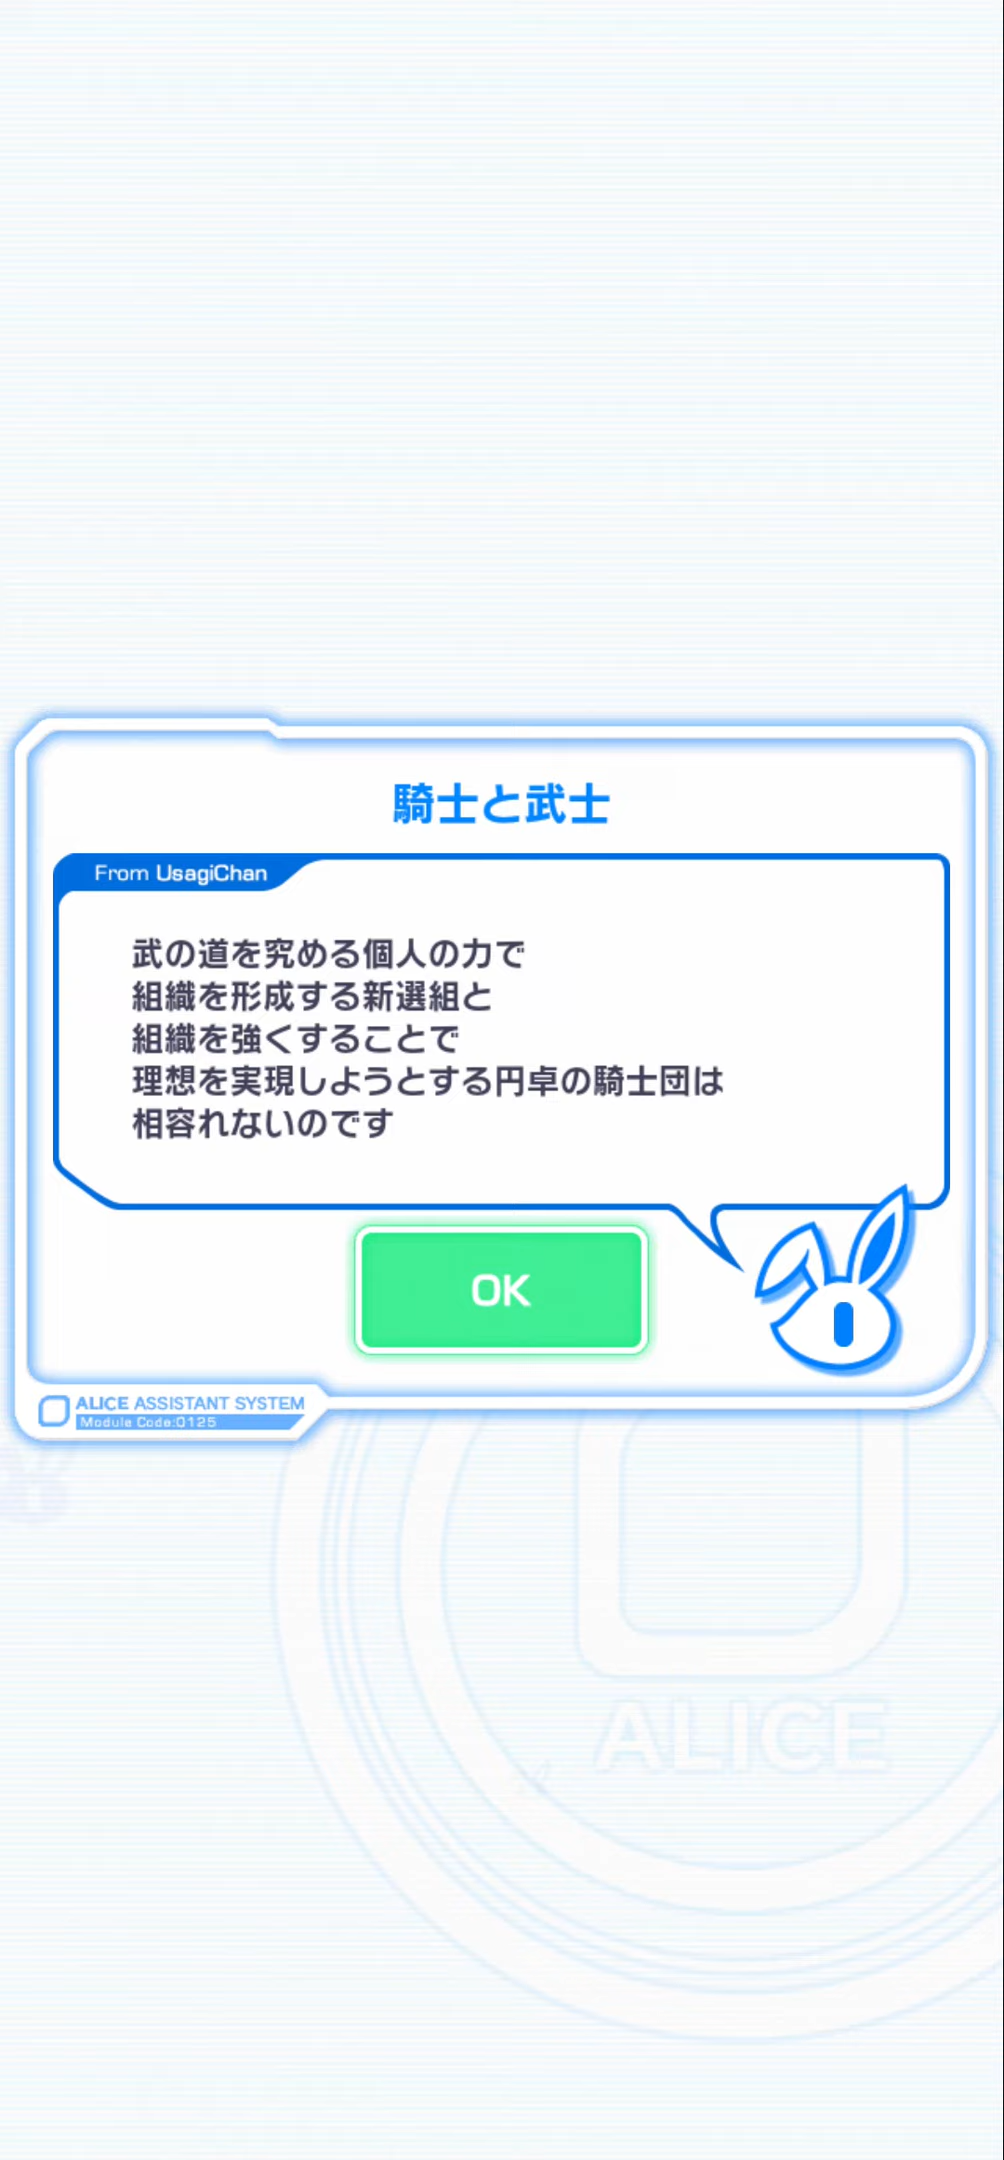 騎士と武士
From UsagiChan
武の道を究める個人の力で
組織を形成する新選組と
組織を強くすることで
理想を実現しようとする円卓の騎士団は
相容れないのです
OK
ALICE ASSISTANT SYSTEM
Module Code:0125
ALICE